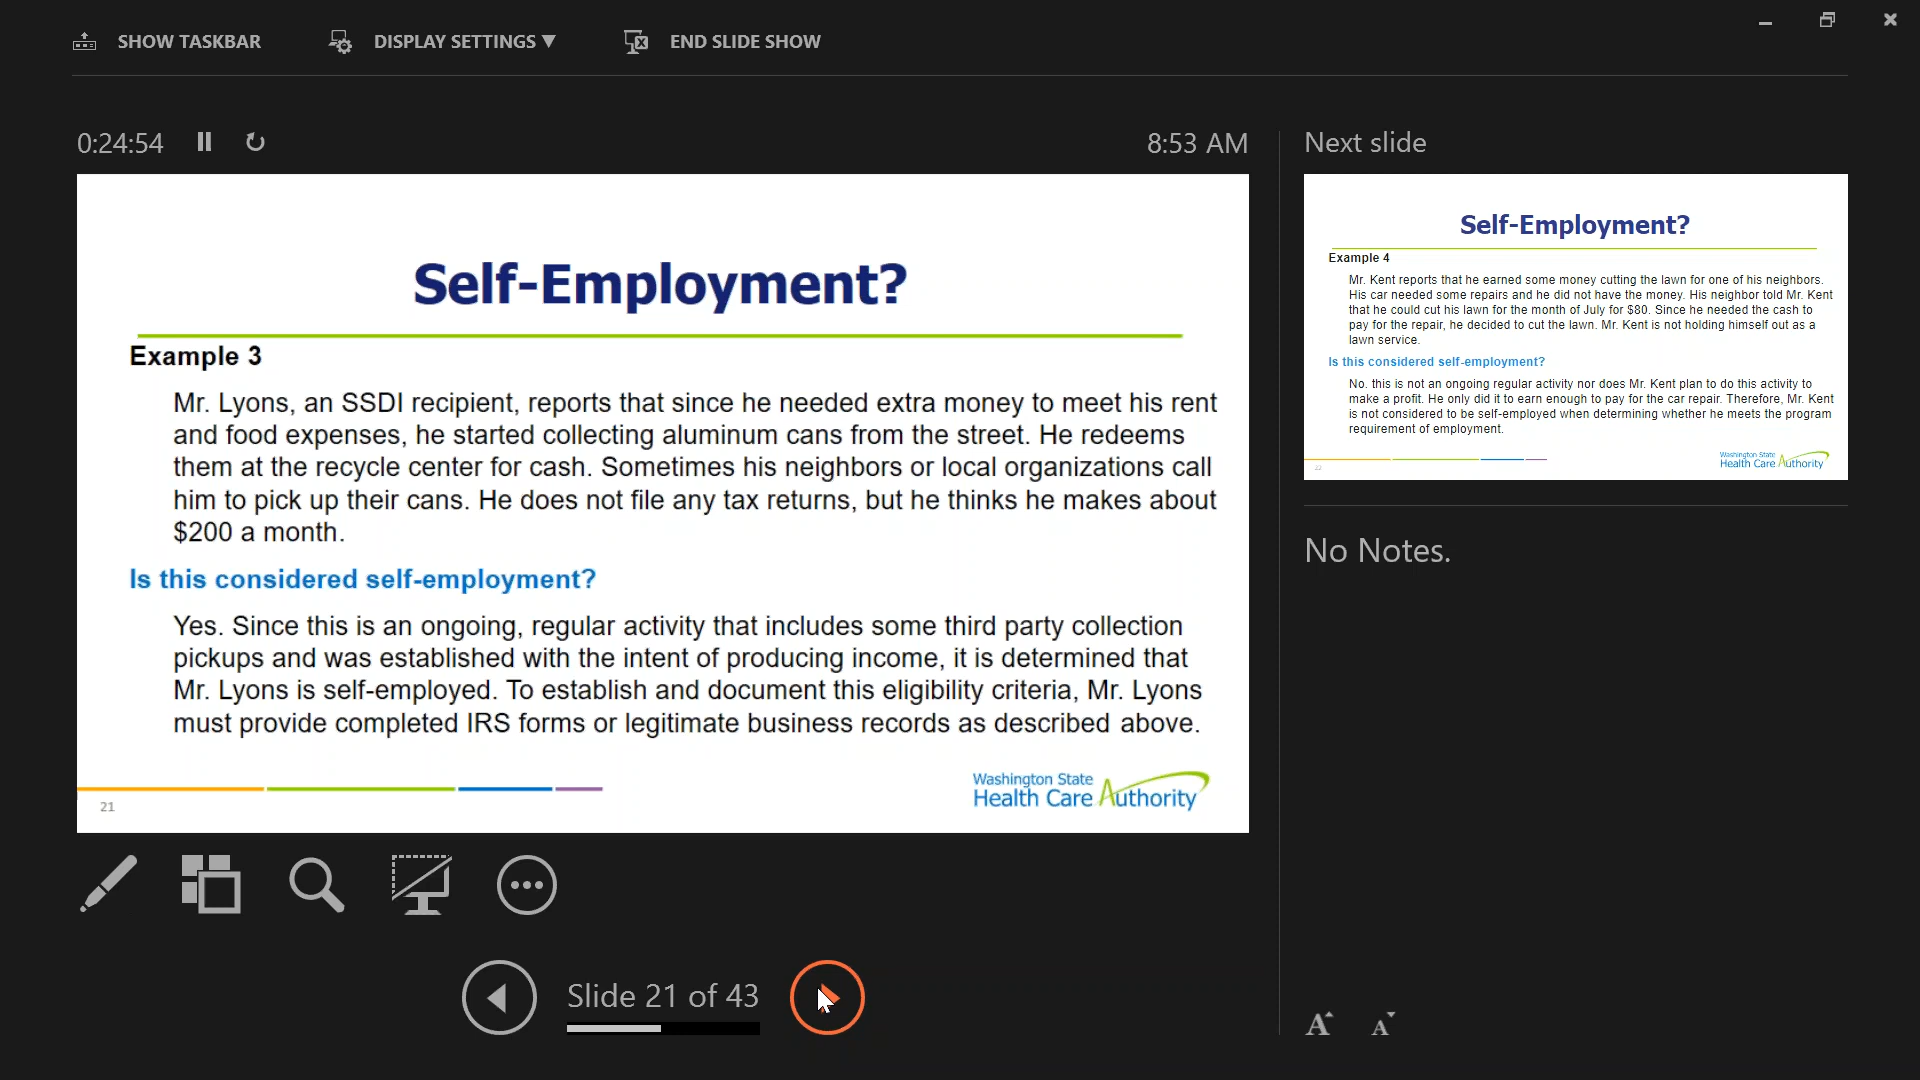 SHOW TASKBAR
DISPLAY SETTINGS ▼
END SLIDE SHOW
0:24:54
8:53 AM
Self-Employment?
Example 3
Mr. Lyons, an SSDI recipient, reports that since he needed extra money to meet his rent
and food expenses, he started collecting aluminum cans from the street. He redeems
them at the recycle center for cash. Sometimes his neighbors or local organizations call
him to pick up their cans. He does not file any tax returns, but he thinks he makes about
$200 a month.
Is this considered self-employment?
Yes. Since this is an ongoing, regular activity that includes some third party collection
pickups and was established with the intent of producing income, it is determined that
Mr. Lyons is self-employed. To establish and document this eligibility criteria, Mr. Lyons
must provide completed IRS forms or legitimate business records as described above.
21
Washington State
Health Care Authority
Slide 21 of 43
Next slide
Self-Employment?
Example 4
Mr. Kent reports that he earned some money cutting the lawn for one of his neighbors.
His car needed some repairs and he did not have the money. His neighbor told Mr. Kent
that he could cut his lawn for the month of July for $80. Since he needed the cash to
pay for the repair, he decided to cut the lawn. Mr. Kent is not holding himself out as a
lawn service.
Is this considered self-employment?
No. this is not an ongoing regular activity nor does Mr. Kent plan to do this activity to
make a profit. He only did it to earn enough to pay for the car repair. Therefore, Mr. Kent
is not considered to be self-employed when determining whether he meets the program
requirement of employment.
22
Washington State
Health Care Authority
No Notes.
A A